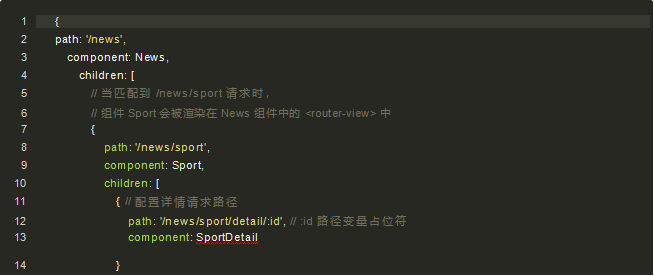 1 {
2 path: '/news',
3 component: News,
4 children: [
5 // 当匹配到 /news/sport 请求时，
6 // 组件 Sport 会被渲染在 News 组件中的 <router-view> 中
7 {
8 path: '/news/sport',
9 component: Sport,
10 children: [
11 { // 配置详情请求路径
12 path: '/news/sport/detail/:id', // :id 路径变量占位符
13 component: SportDetail
14 }